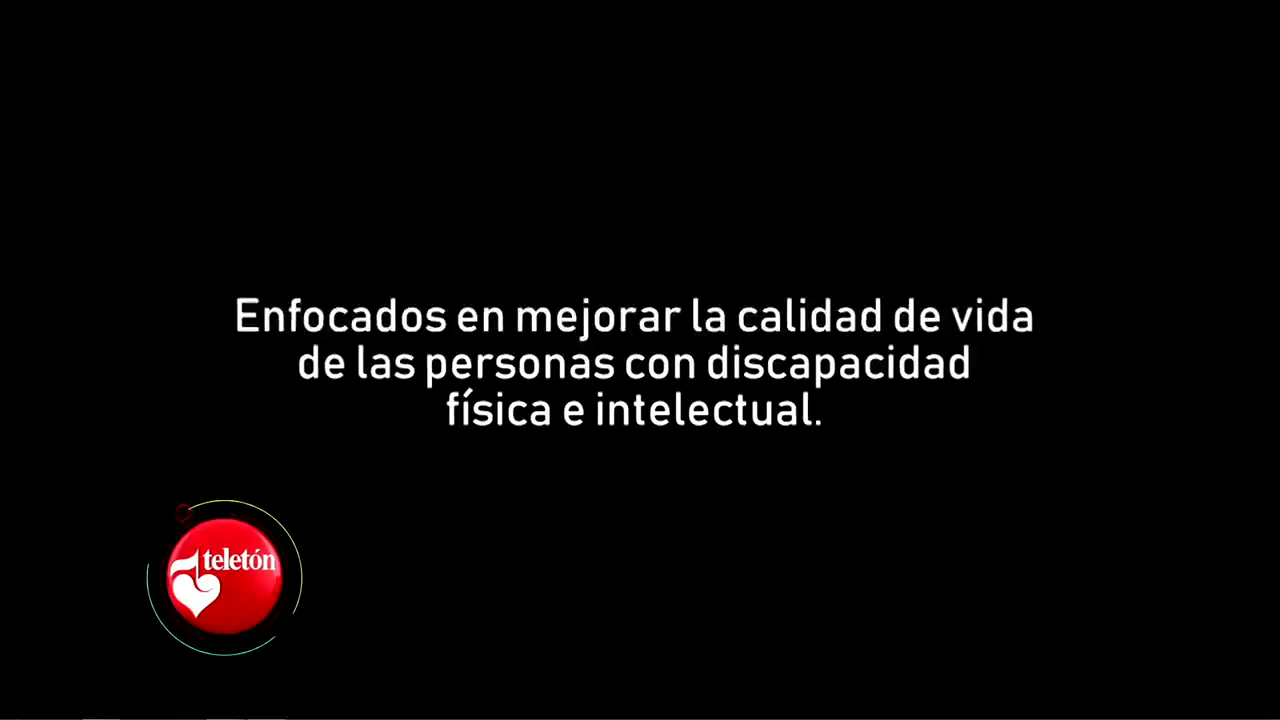 Enfocados en mejorar la calidad de vida
de las personas con discapacidad
física e intelectual.
teletón